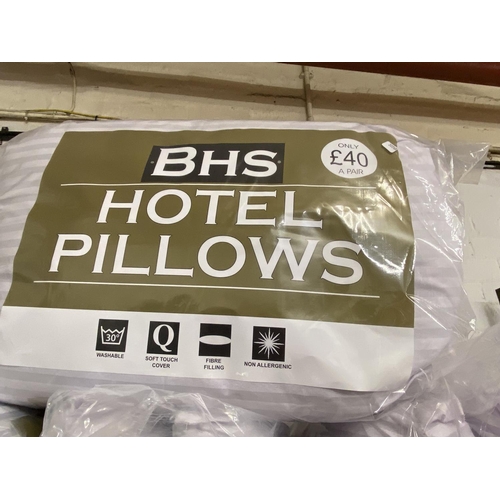 BHS
ONLY
£40
A PAIR
HOTEL
PILLOWS
30°
WASHABLE
Q
SOFT TOUCH
COVER
FIBRE
FILLING
NON ALLERGENIC